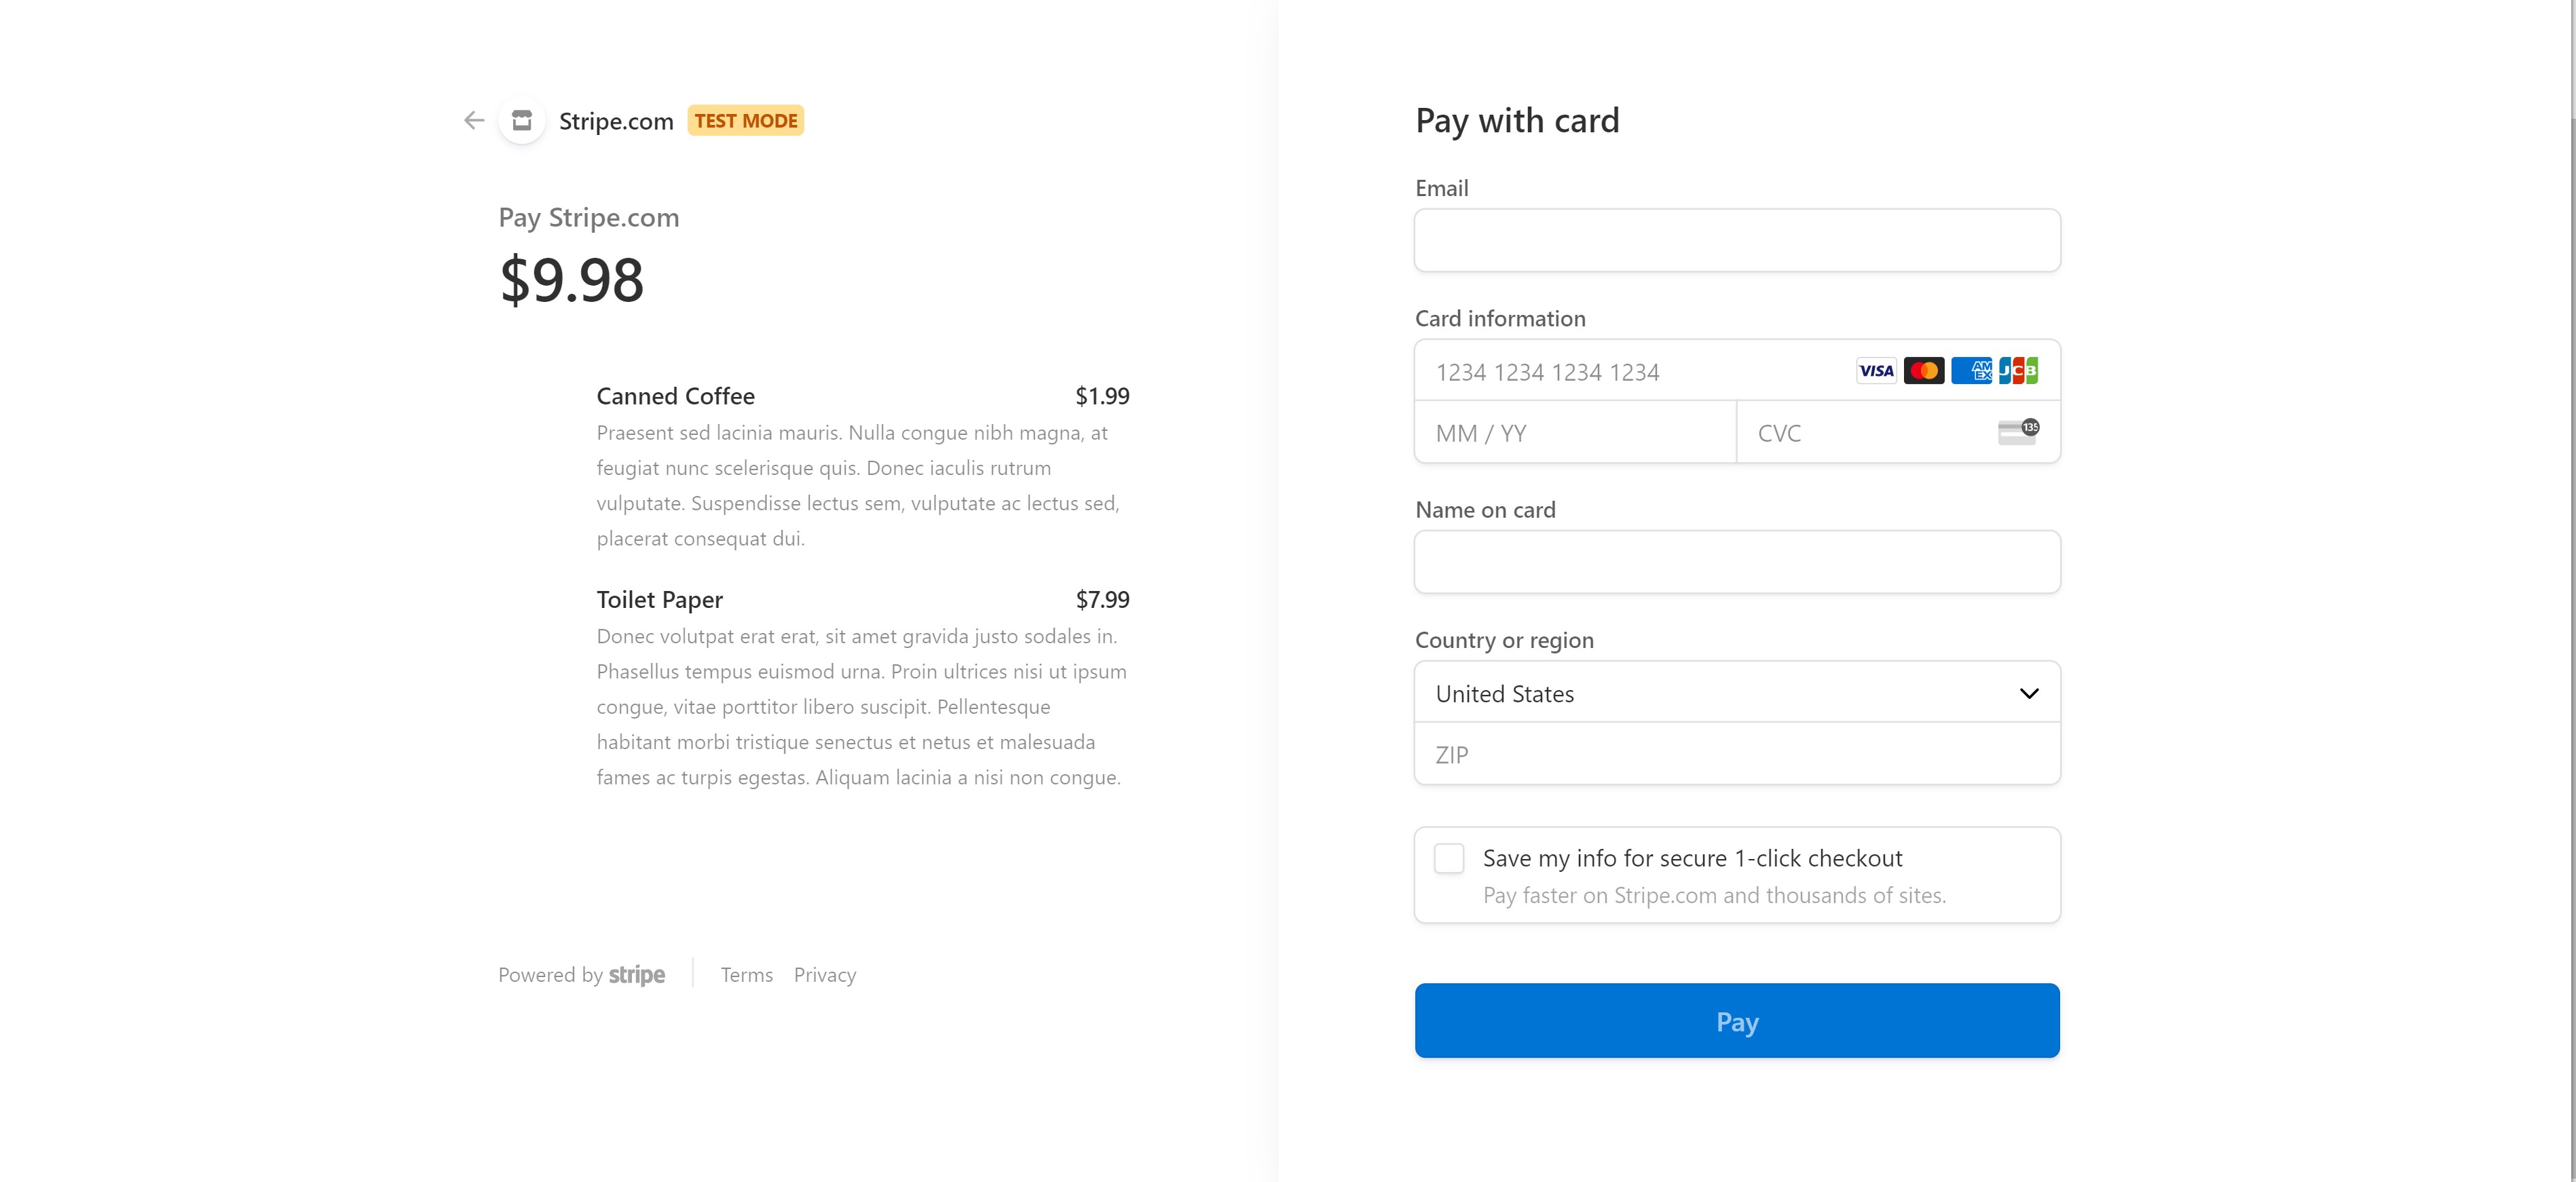 Stripe.com TEST MODE
Pay Stripe.com
$9.98
Canned Coffee $1.99
Praesent sed lacinia mauris. Nulla congue nibh magna, at
feugiat nunc scelerisque quis. Donec iaculis rutrum
vulputate. Suspendisse lectus sem, vulputate ac lectus sed,
placerat consequat dui.
Toilet Paper $7.99
Donec volutpat erat erat, sit amet gravida justo sodales in.
Phasellus tempus euismod urna. Proin ultrices nisi ut ipsum
congue, vitae porttitor libero suscipit. Pellentesque
habitant morbi tristique senectus et netus et malesuada
fames ac turpis egestas. Aliquam lacinia a nisi non congue.
Powered by stripe Terms Privacy
Pay with card
Email
Card information
1234 1234 1234 1234 VISA AMEX JCB
MM / YY CVC 135
Name on card
Country or region
United States
ZIP
Save my info for secure 1-click checkout
Pay faster on Stripe.com and thousands of sites.
Pay